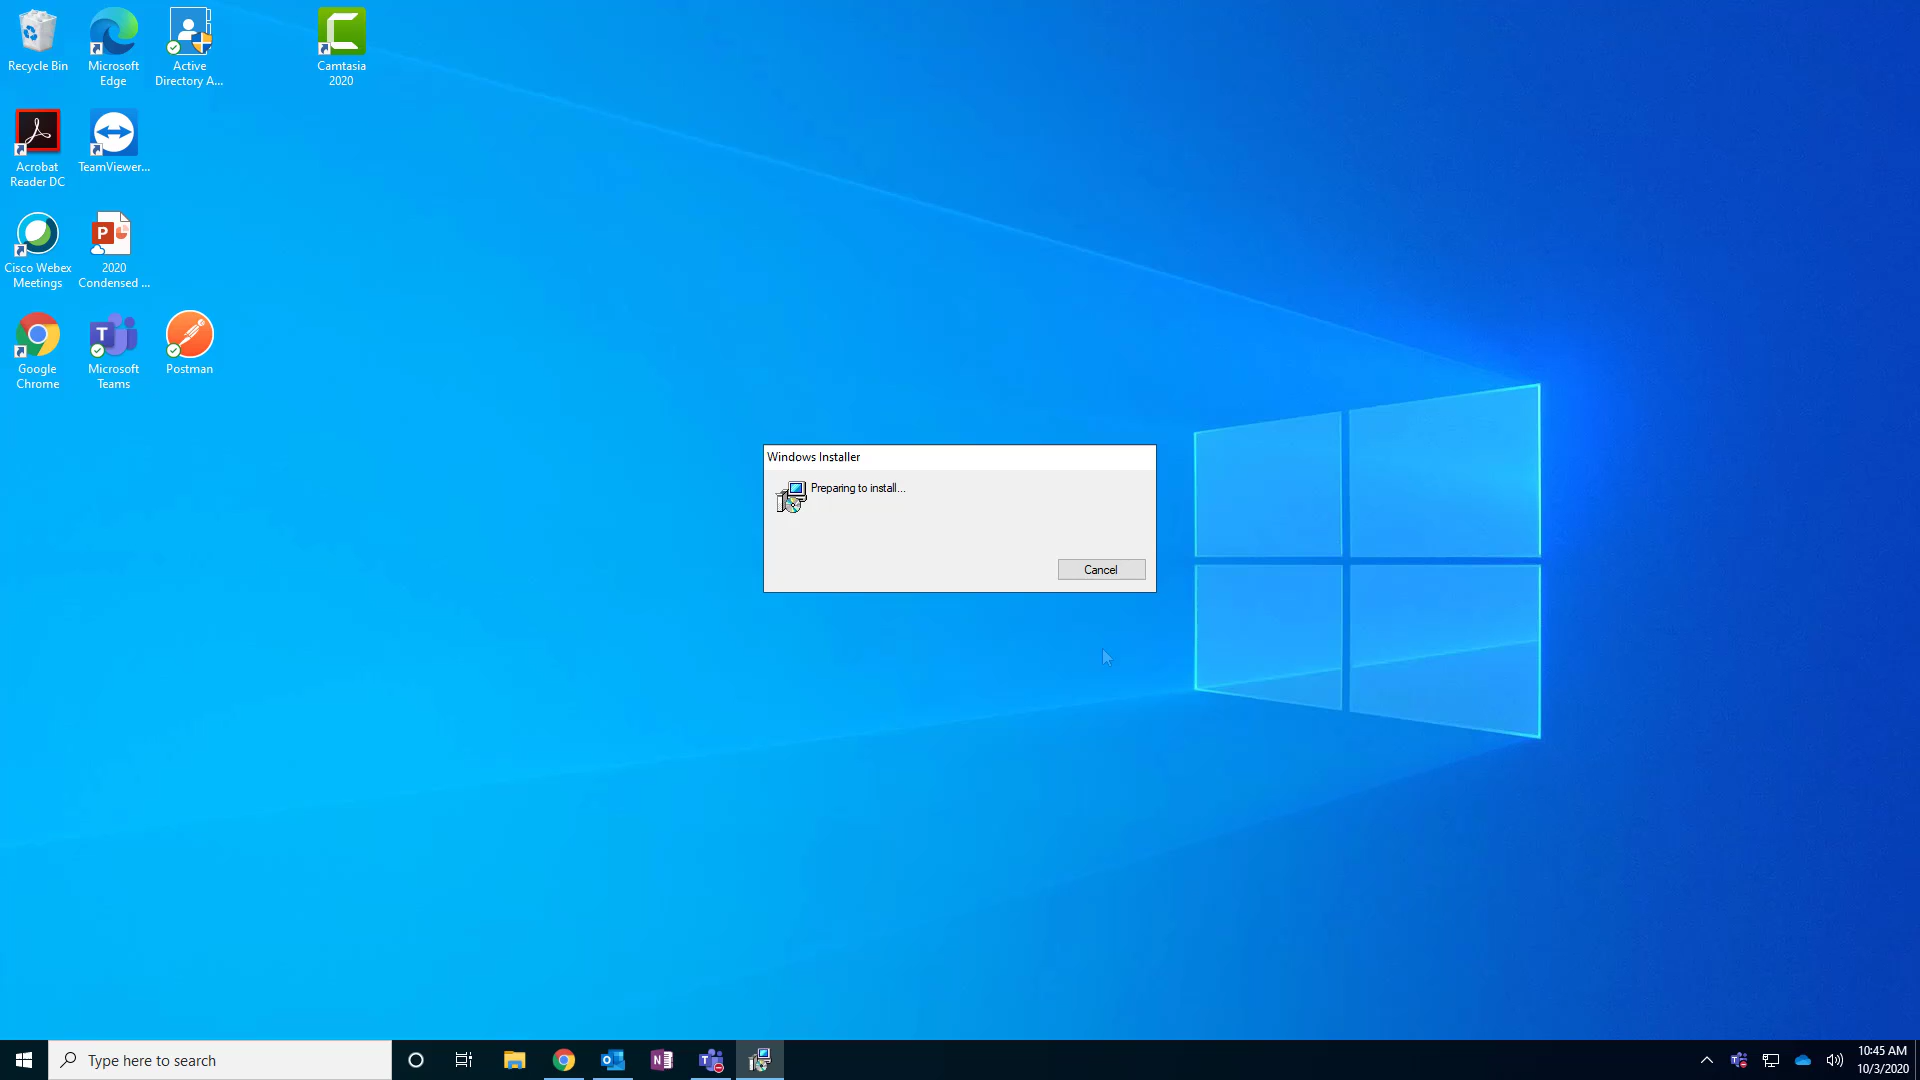 Recycle Bin
Microsoft
Edge
Active
Directory A...
Camtasia
2020
Acrobat
Reader DC
TeamViewer...
Cisco Webex
Meetings
P
2020
Condensed ...
Google
Chrome
T
Microsoft
Teams
Postman
Windows Installer
Preparing to install...
Cancel
Type here to search
10:45 AM
10/3/2020